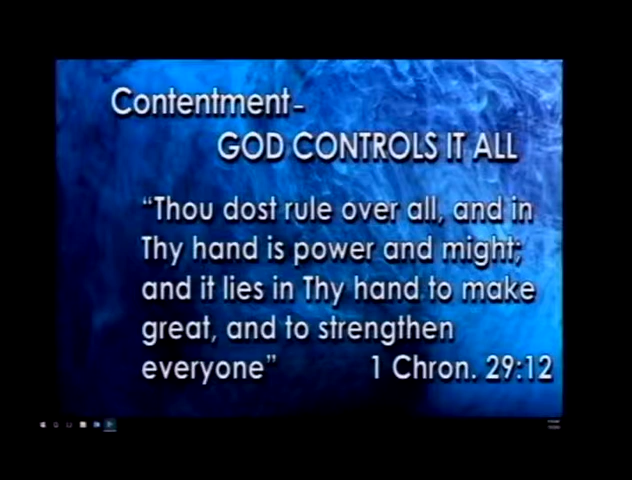 Contentment-
GOD CONTROLS IT ALL
“Thou dost rule over all, and in
Thy hand is power and might;
and it lies in Thy hand to make
great, and to strengthen
everyone” 1 Chron. 29:12